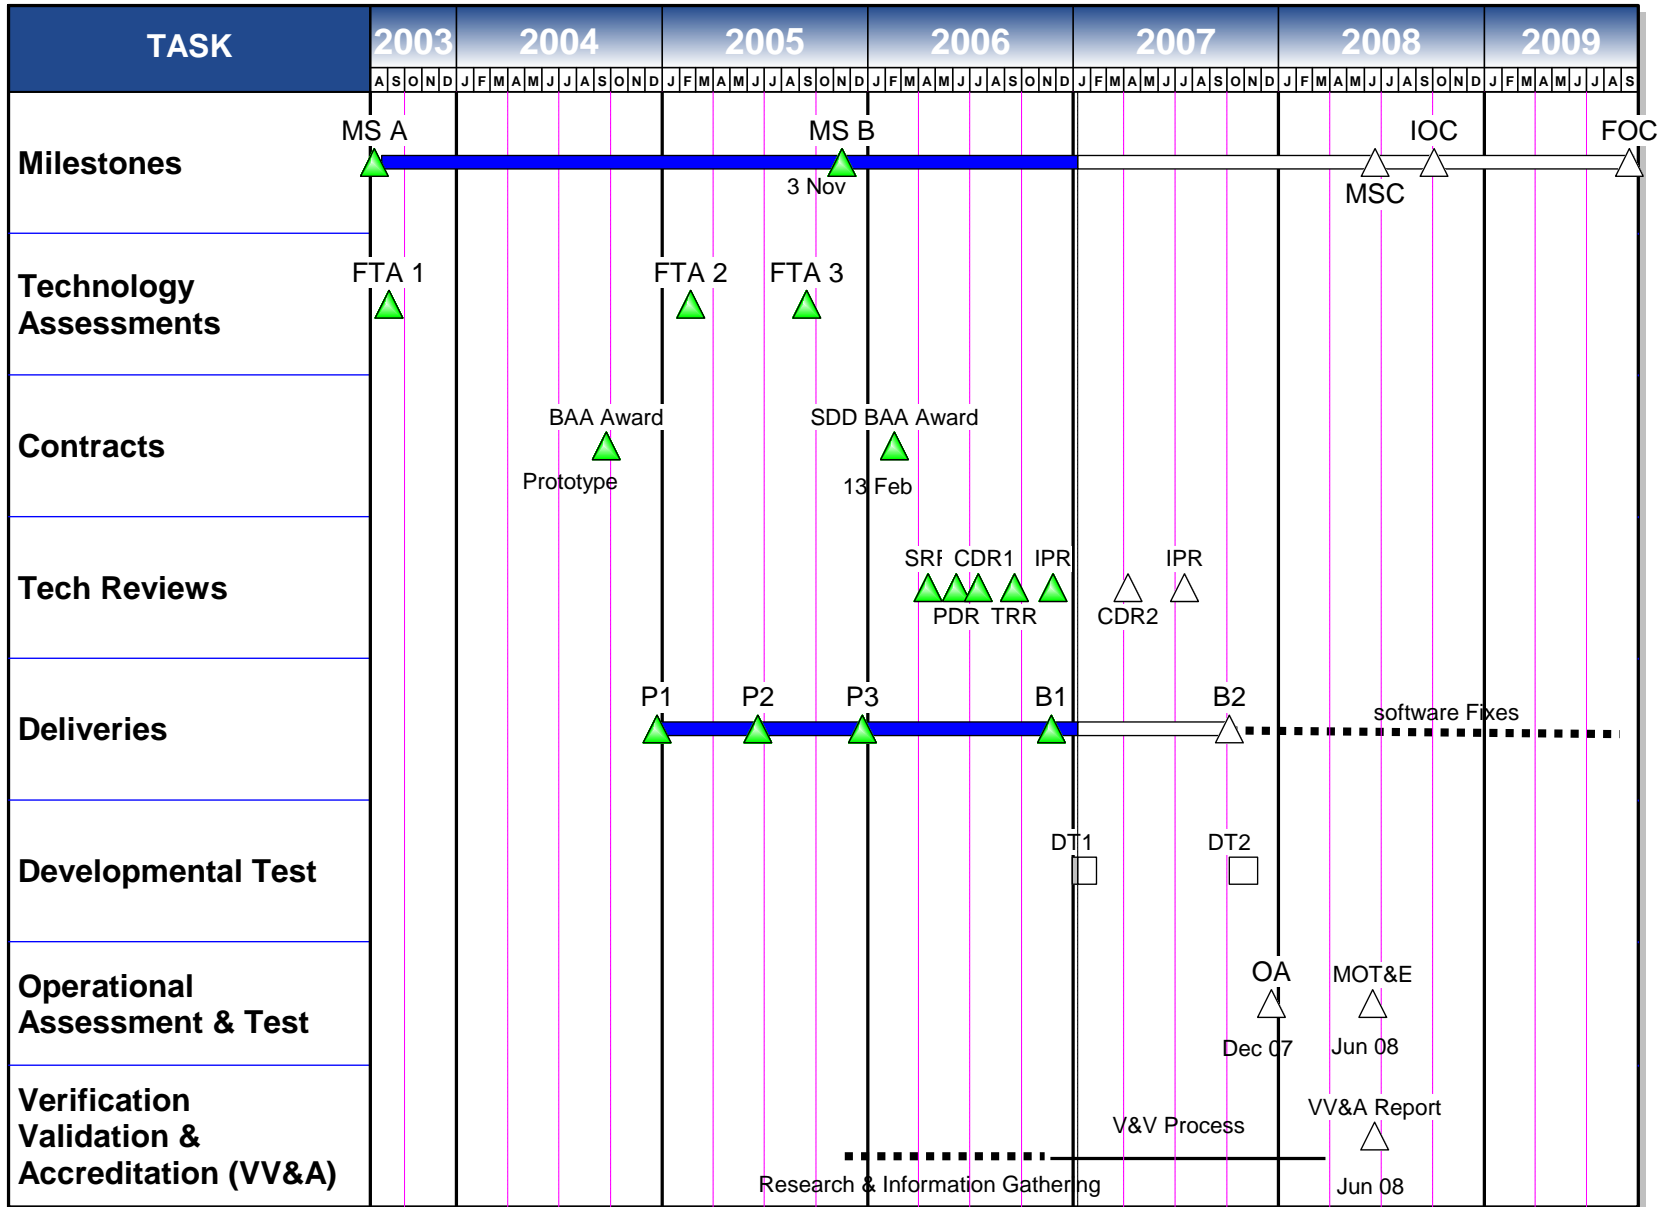 TASK 2003 2004 2005 2006 2007 2008 2009
A S O N D J F M A M J J A S O N D J F M A M J J A S O N D J F M A M J J A S O N D J F M A M J J A S O N D J F M A M J J A S O N D J F M A M J J A S
MS A MS B IOC FOC
Milestones
3 Nov
MSC
FTA 1 FTA 2 FTA 3
Technology
Assessments
BAA Award SDD BAA Award
Contracts
Prototype 13 Feb
SRF CDR1 IPR IPR
Tech Reviews
PDR TRR CDR2
P1 P2 P3 B1 B2
software Fixes
Deliveries
DT1 DT2
Developmental Test
OA MOT&E
Operational
Assessment & Test
Dec 07 Jun 08
Verification
Validation &
Accreditation (VV&A)
VV&A Report
V&V Process
Research & Information Gathering
Jun 08